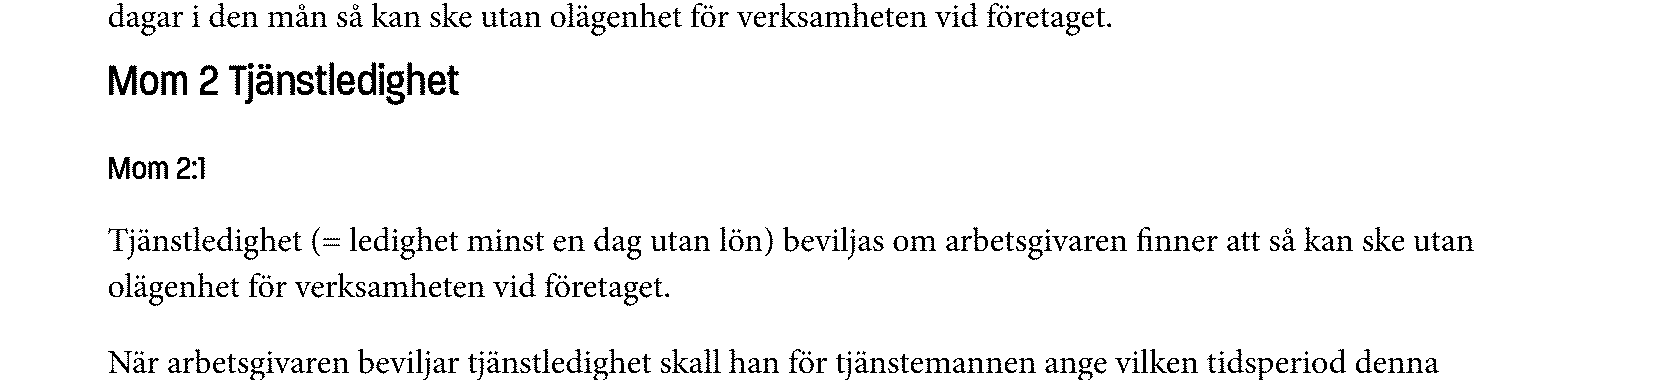 dagar i den mån så kan ske utan olägenhet för verksamheten vid företaget.
Mom 2 Tjänstledighet
Mom 2:1
Tjänstledighet (= ledighet minst en dag utan lön) beviljas om arbetsgivaren finner att så kan ske utan
olägenhet för verksamheten vid företaget.
När arbetsgivaren beviljar tjänstledighet skall han för tjänstemannen ange vilken tidsperiod denna